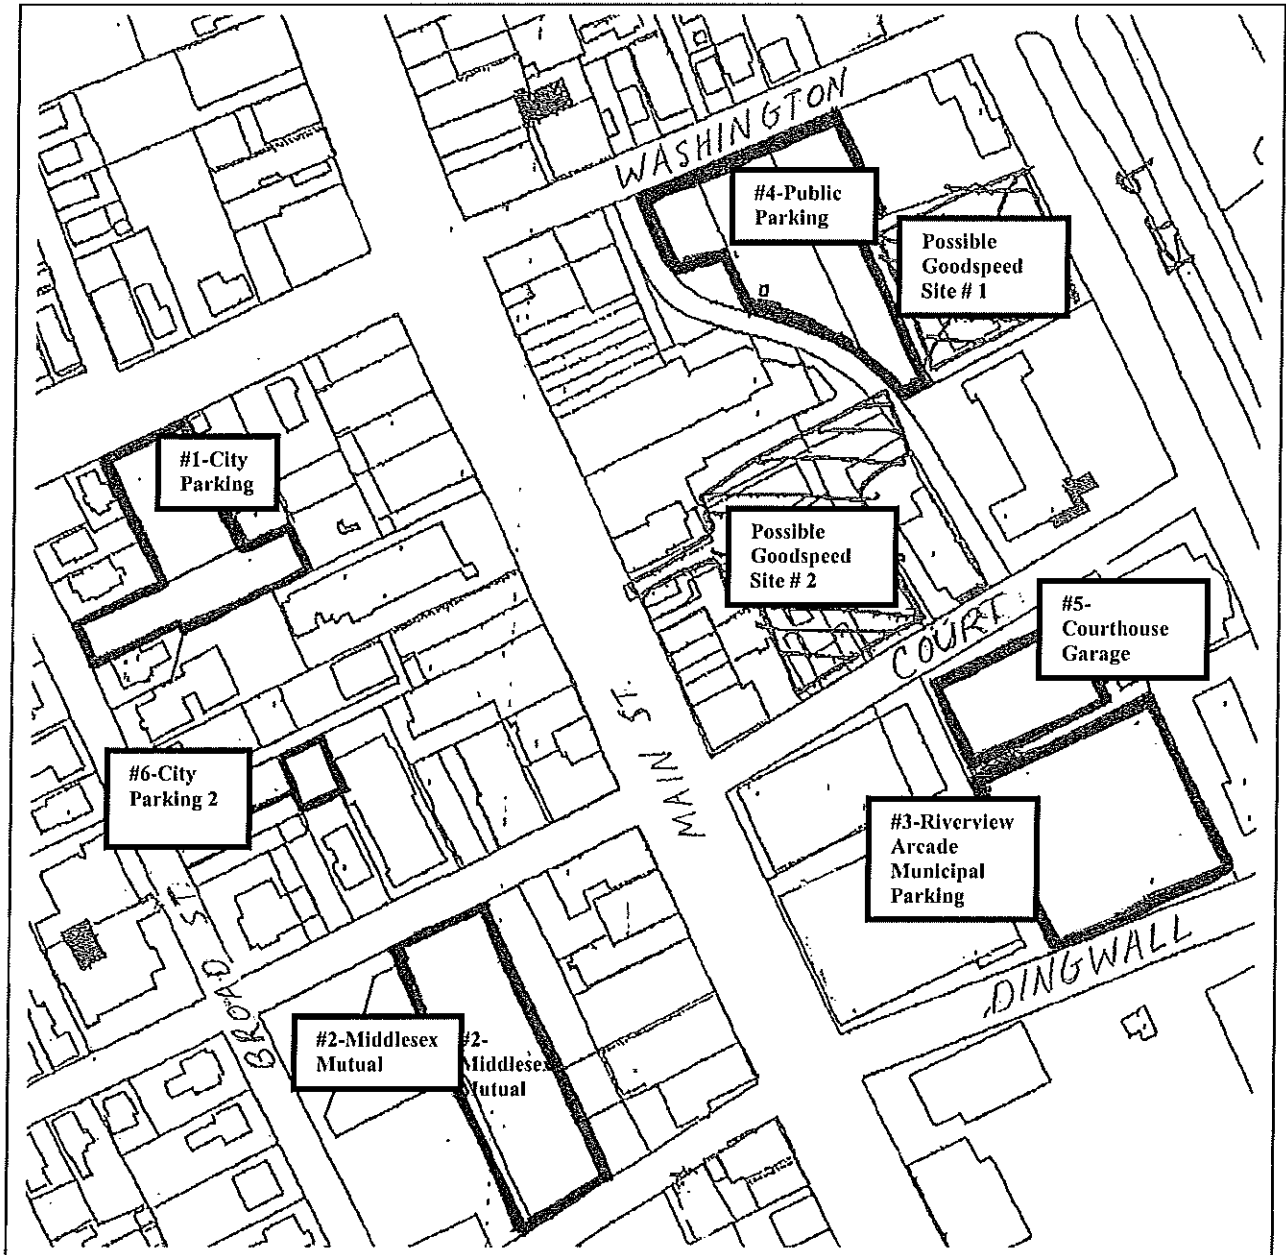 WASHINGTON
#4-Public
Parking
Possible
Goodspeed
Site # 1
#1-City
Parking
Possible
Goodspeed
Site # 2
COURT
#5-
Courthouse
Garage
MAIN ST.
#6-City
Parking 2
#3-Riverview
Arcade
Municipal
Parking
BROAD ST.
DINGWALL
#2-Middlesex
Mutual
#2-
Middlesex
Mutual